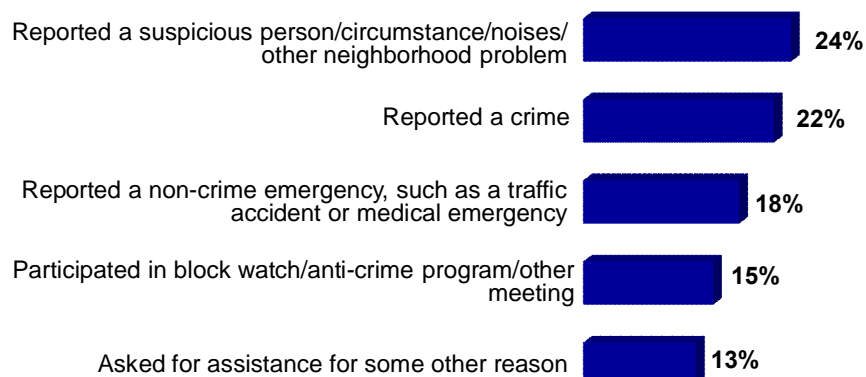 Reported a suspicious person/circumstance/noises/
other neighborhood problem
24%
Reported a crime
22%
Reported a non-crime emergency, such as a traffic
accident or medical emergency
18%
Participated in block watch/anti-crime program/other
meeting
15%
Asked for assistance for some other reason
13%